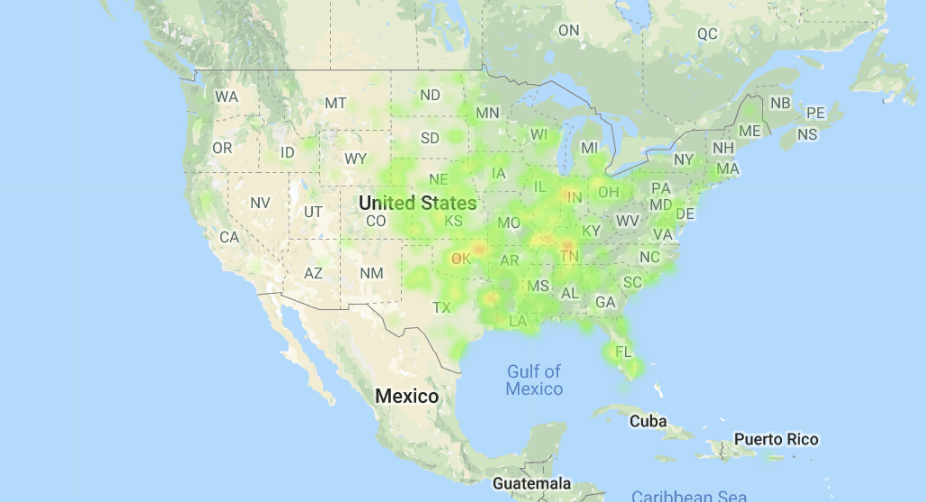 ON
QC
WA
MT
ND
MN
NB
PE
ME
NS
OR
ID
WY
SD
WI
MI
NH
NY
MA
NE
IA
IL
IN
OH
PA
MD
DE
NV
UT
CO
United States
KS
MO
WV
KY
VA
CA
AZ
NM
OK
AR
TN
NC
TX
MS
AL
GA
SC
LA
FL
Gulf of
Mexico
Mexico
Cuba
Puerto Rico
Guatemala
Caribbean Sea